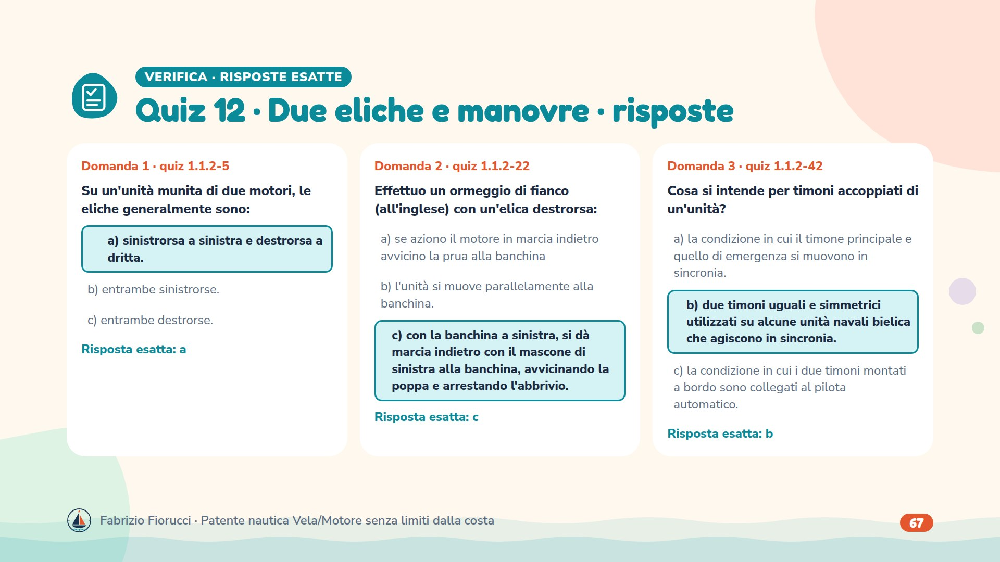 VERIFICA · RISPOSTE ESATTE
Quiz 12 · Due eliche e manovre · risposte
Domanda 1 · quiz 1.1.2-5
Su un'unità munita di due motori, le
eliche generalmente sono:
a) sinistrorsa a sinistra e destrorsa a
dritta.
b) entrambe sinistrorse.
c) entrambe destrorse.
Risposta esatta: a
Domanda 2 · quiz 1.1.2-22
Effettuo un ormeggio di fianco
(all'inglese) con un'elica destrorsa:
a) se aziono il motore in marcia indietro
avvicino la prua alla banchina
b) l'unità si muove parallelamente alla
banchina.
c) con la banchina a sinistra, si dà
marcia indietro con il mascone di
sinistra alla banchina, avvicinando la
poppa e arrestando l'abbrivio.
Risposta esatta: c
Domanda 3 · quiz 1.1.2-42
Cosa si intende per timoni accoppiati di
un'unità?
a) la condizione in cui il timone principale e
quello di emergenza si muovono in
sincronia.
b) due timoni uguali e simmetrici
utilizzati su alcune unità navali bielica
che agiscono in sincronia.
c) la condizione in cui i due timoni montati
a bordo sono collegati al pilota
automatico.
Risposta esatta: b
Fabrizio Fiorucci · Patente nautica Vela/Motore senza limiti dalla costa
67